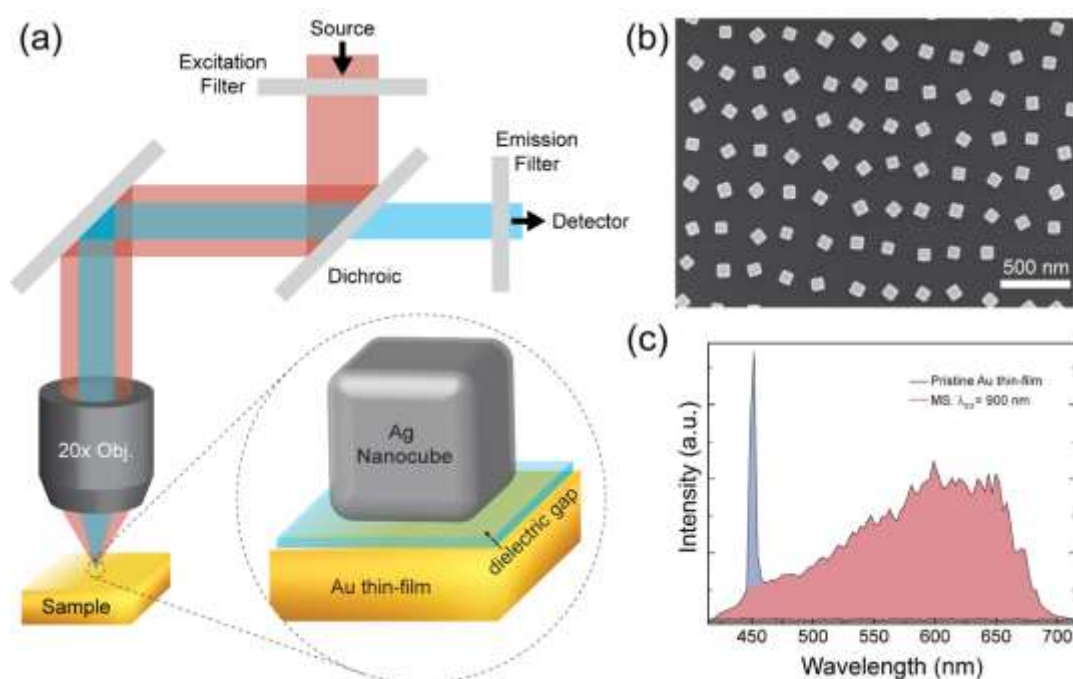 (a)
Source
Excitation
Filter
Emission
Filter
Detector
Dichroic
20x Obj.
Ag
Nanocube
dielectric gap
Au thin-film
Sample
(b)
500 nm
(c)
Pristine Au thin-film
MS: λ = 900 nm
Intensity (a.u.)
450 500 550 600 650 700
Wavelength (nm)